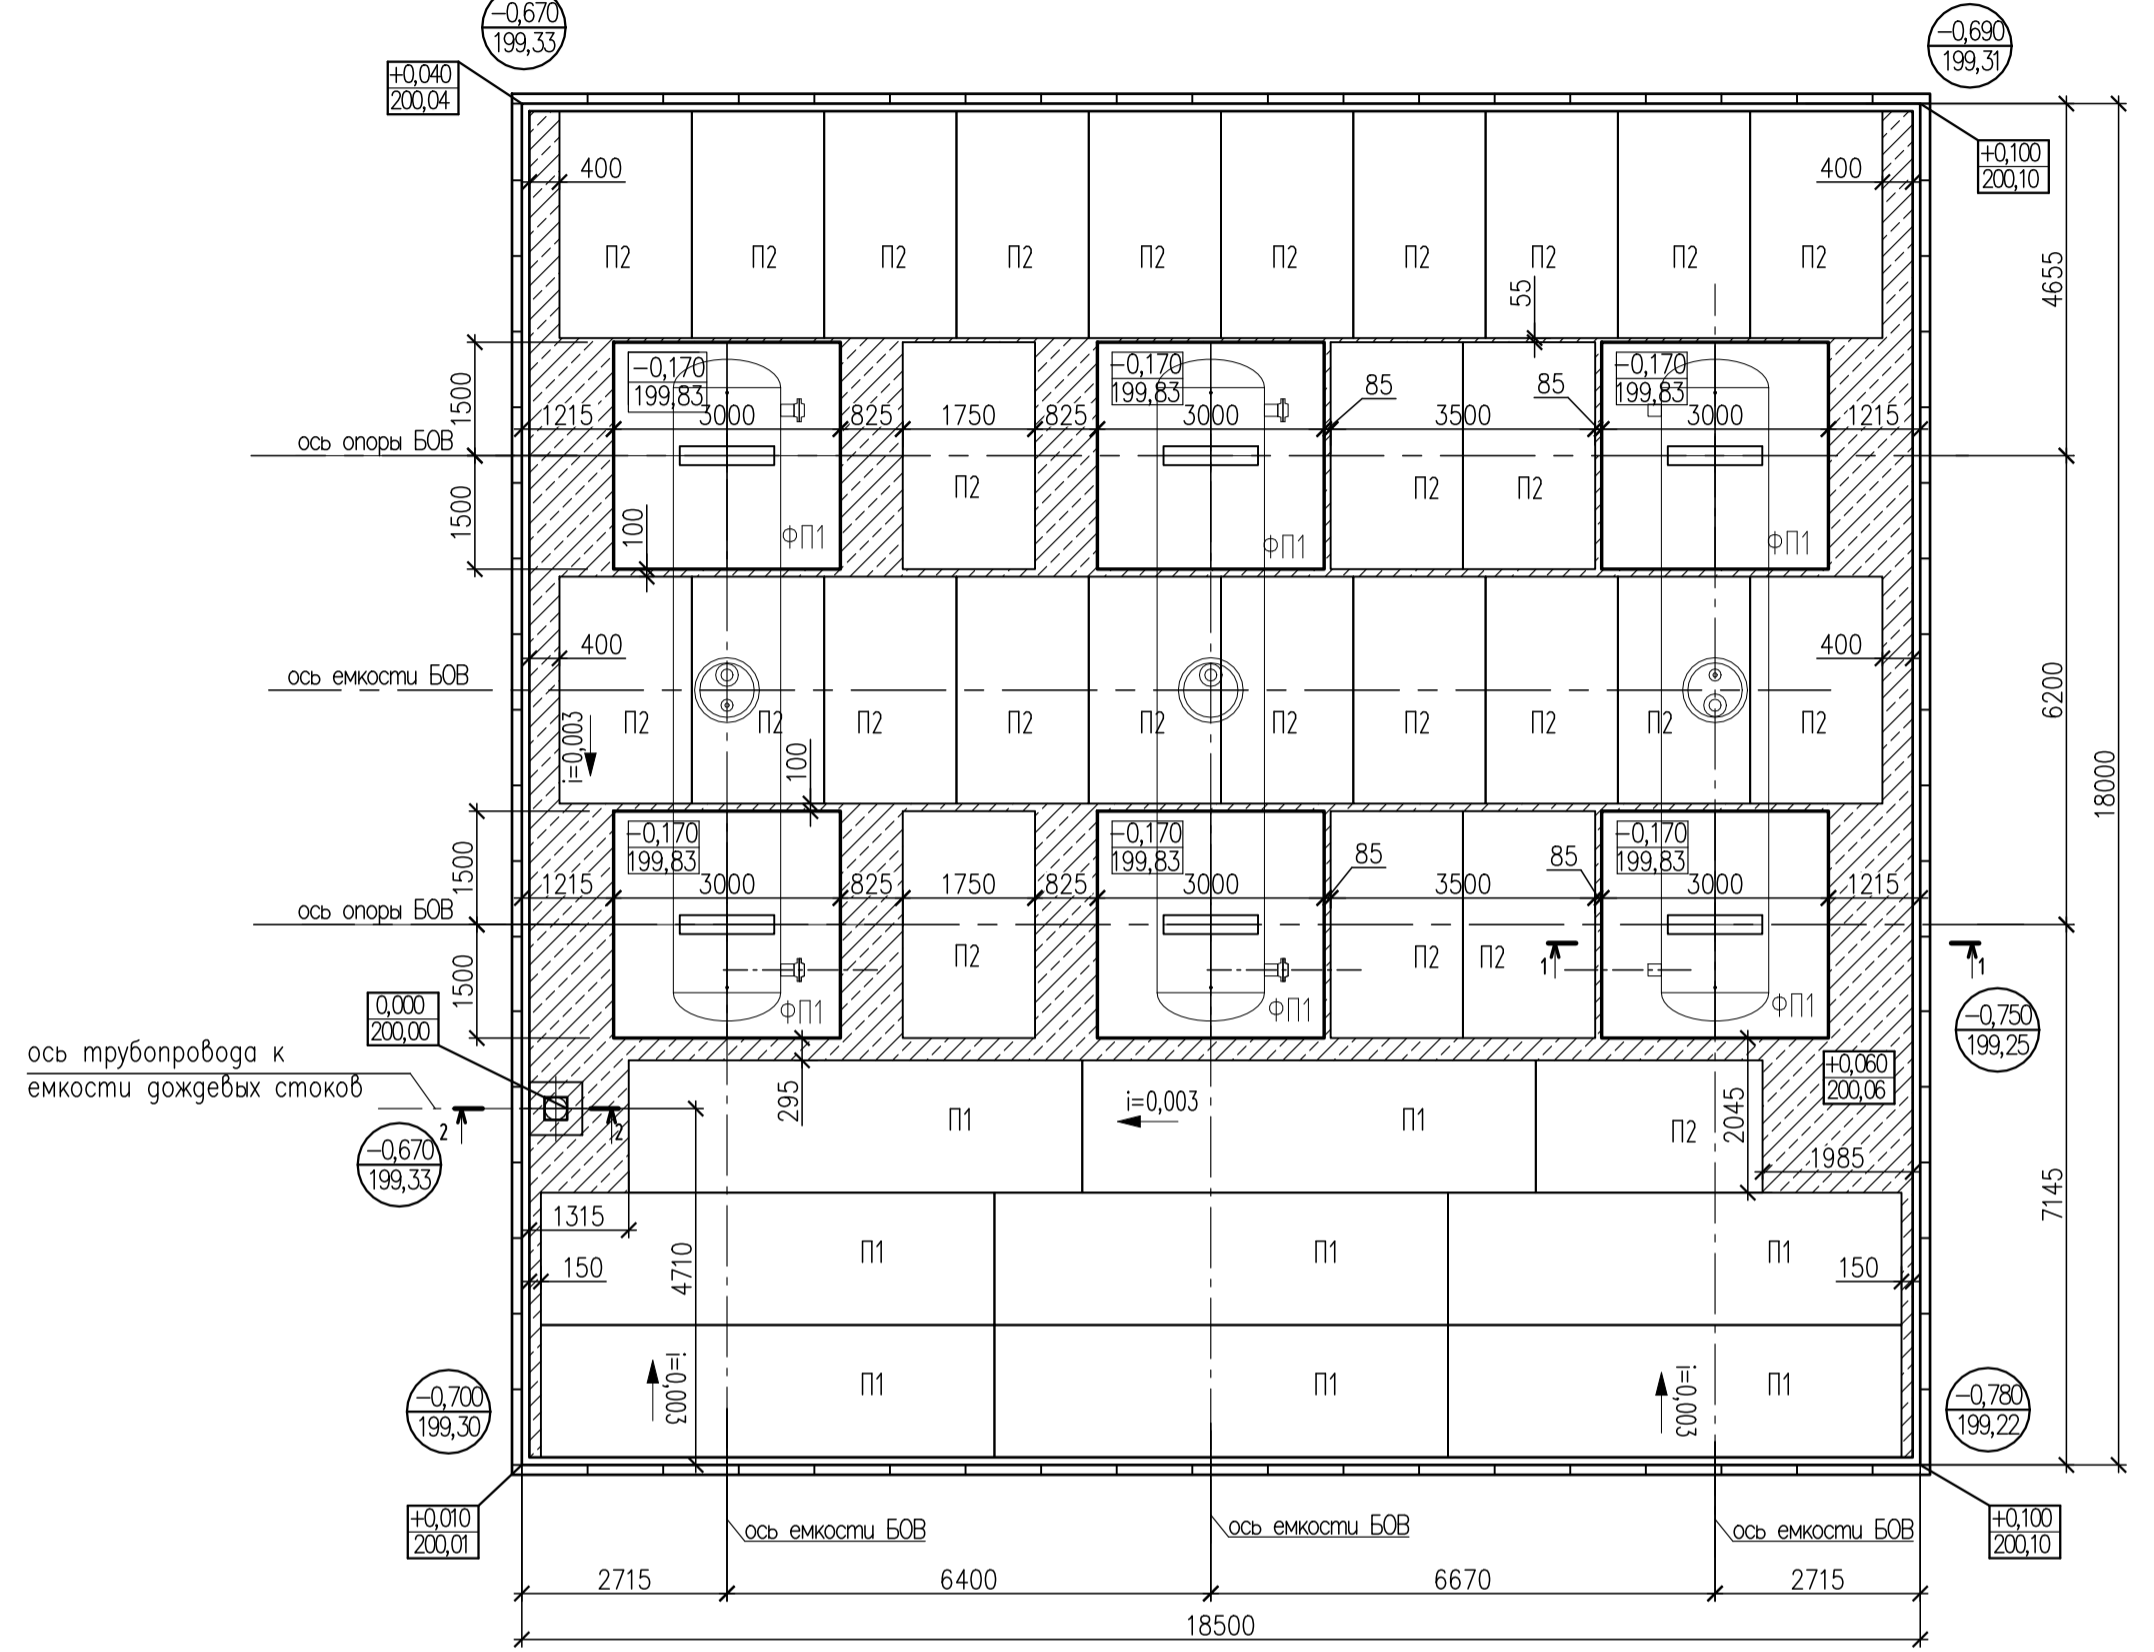 −0,670
199,33
−0,690
199,31
+0,040
200,04
+0,100
200,10
400
400
П2 П2 П2 П2 П2 П2 П2 П2 П2 П2
55
4655
−0,170
199,83
−0,170
199,83
−0,170
199,83
1500
85
85
1215 3000 825 1750 825 3000 3500 3000 1215
ось опоры БОВ
П2 П2 П2
1500
100
ФП1 ФП1 ФП1
400
400
ось емкости БОВ
6200
П2 П2 П2 П2 П2 П2 П2 П2 П2 П2
i=0,003
100
18000
−0,170
199,83
−0,170
199,83
−0,170
199,83
1500
85
85
1215 3000 825 1750 825 3000 3500 3000 1215
ось опоры БОВ
П2 П2 П2
1 1
1500
ФП1 ФП1 ФП1
0,000
200,00
−0,750
199,25
ось трубопровода к
емкости дождевых стоков
+0,060
200,06
295
i=0,003
П1 П1 П2
2045
2 2
−0,670
199,33
1985
7145
1315
4710
П1 П1 П1
150
150
i=0,003
i=0,003
П1 П1 П1
−0,700
199,30
−0,780
199,22
+0,010
200,01
+0,100
200,10
ось емкости БОВ
ось емкости БОВ
ось емкости БОВ
2715 6400 6670 2715
18500